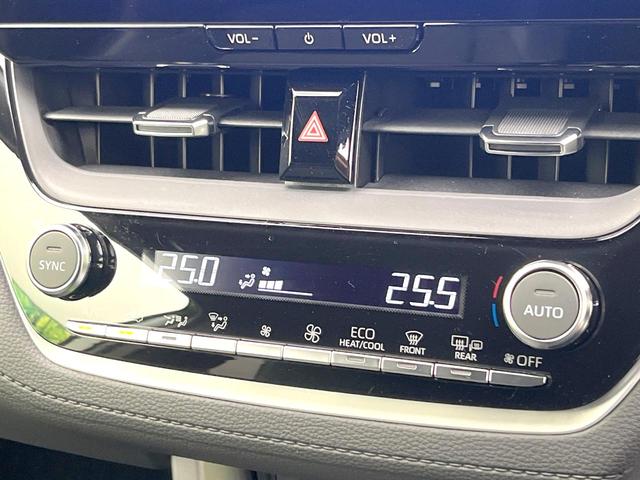 VOL- VOL+
25.0 25.5
SYNC AUTO
ECO
HEAT/COOL FRONT REAR OFF